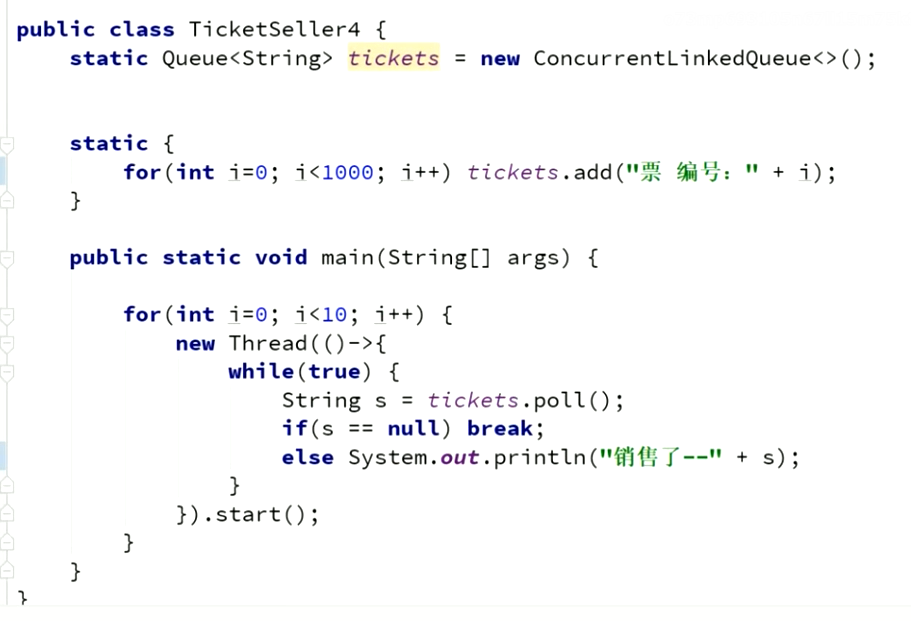 public class TicketSeller4 {
static Queue<String> tickets = new ConcurrentLinkedQueue<>();
static {
for(int i=0; i<1000; i++) tickets.add("票 编号：" + i);
}
public static void main(String[] args) {
for(int i=0; i<10; i++) {
new Thread(()->{
while(true) {
String s = tickets.poll();
if(s == null) break;
else System.out.println("销售了--" + s);
}
}).start();
}
}
}